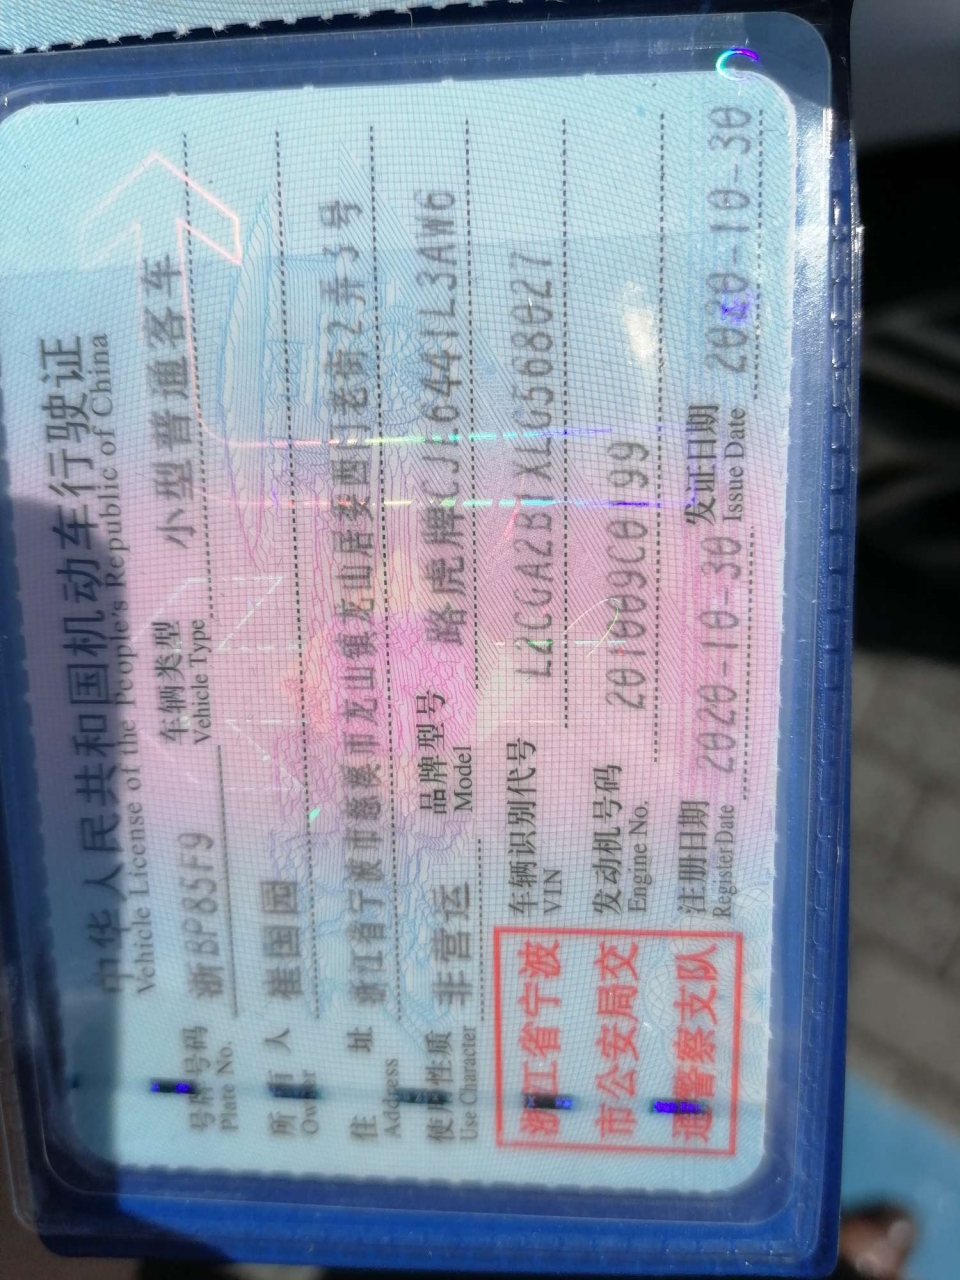 中华人民共和国机动车行驶证
Vehicle License of the People's Republic of China
号牌号码 浙BP85F9 车辆类型 小型普通客车
Plate No. Vehicle Type
所有人 崔国园
Owner
住址 浙江省宁波市慈溪市龙山镇龙山居委西门老街2弄33号
Address
使用性质 非营运 品牌型号 路虎牌CJL6441L3AW6
Use Character Model
浙江省宁波
市公安局交
通警察支队
车辆识别代号 L2CGA2B1XLG568027
VIN
发动机号码 201009C0199
Engine No.
注册日期 2020-10-30 发证日期 2020-10-30
Register Date Issue Date